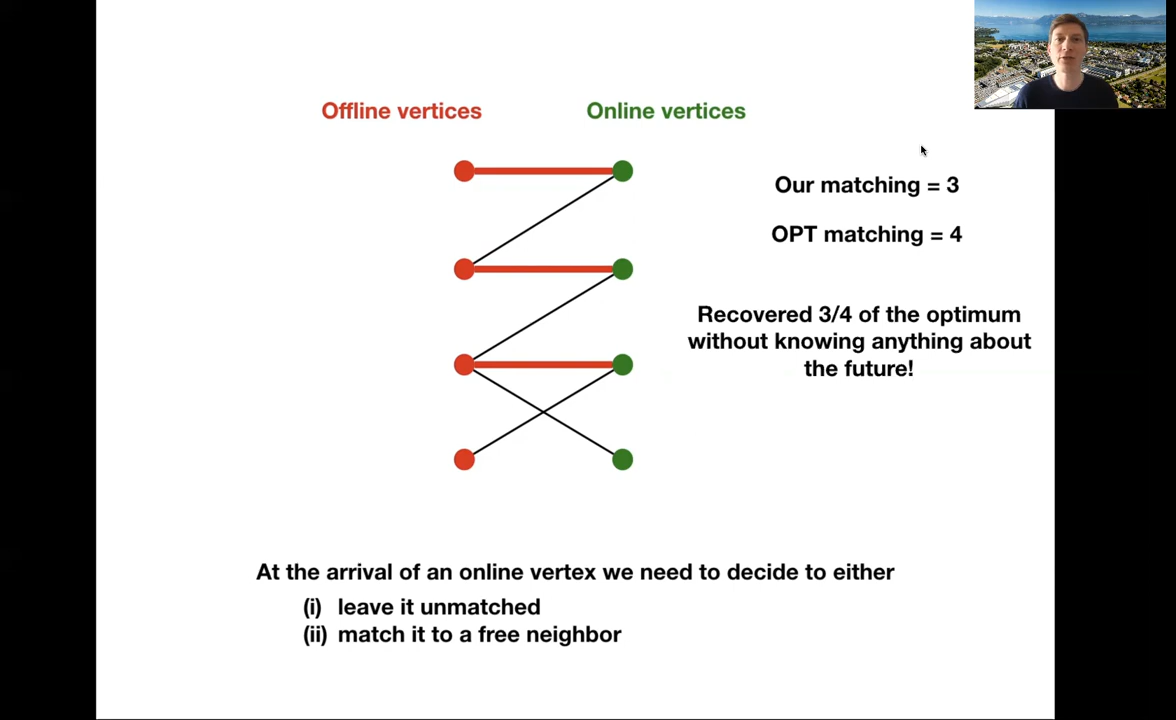 Offline vertices
Online vertices
Our matching = 3
OPT matching = 4
Recovered 3/4 of the optimum
without knowing anything about
the future!
At the arrival of an online vertex we need to decide to either
(i) leave it unmatched
(ii) match it to a free neighbor